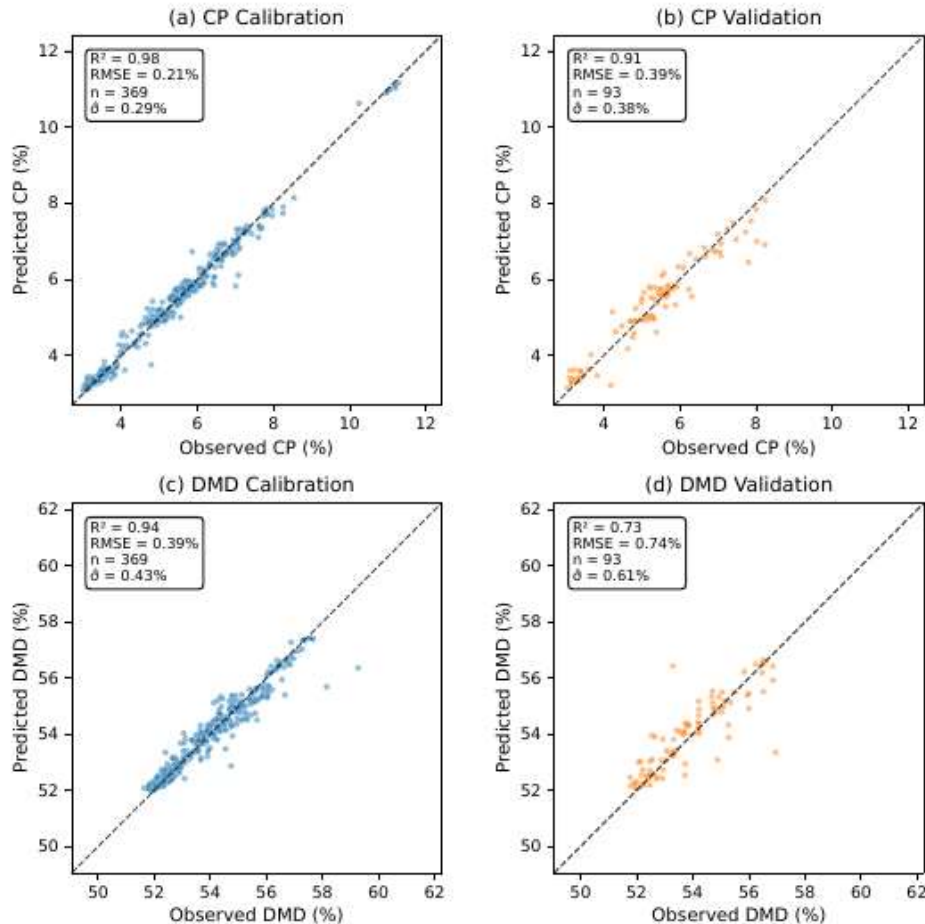 (a) CP Calibration
R² = 0.98
RMSE = 0.21%
n = 369
σ̂ = 0.29%
12
10
8
6
4
Predicted CP (%)
4 6 8 10 12
Observed CP (%)
(b) CP Validation
R² = 0.91
RMSE = 0.39%
n = 93
σ̂ = 0.38%
12
10
8
6
4
Predicted CP (%)
4 6 8 10 12
Observed CP (%)
(c) DMD Calibration
R² = 0.94
RMSE = 0.39%
n = 369
σ̂ = 0.43%
62
60
58
56
54
52
50
Predicted DMD (%)
50 52 54 56 58 60 62
Observed DMD (%)
(d) DMD Validation
R² = 0.73
RMSE = 0.74%
n = 93
σ̂ = 0.61%
62
60
58
56
54
52
50
Predicted DMD (%)
50 52 54 56 58 60 62
Observed DMD (%)